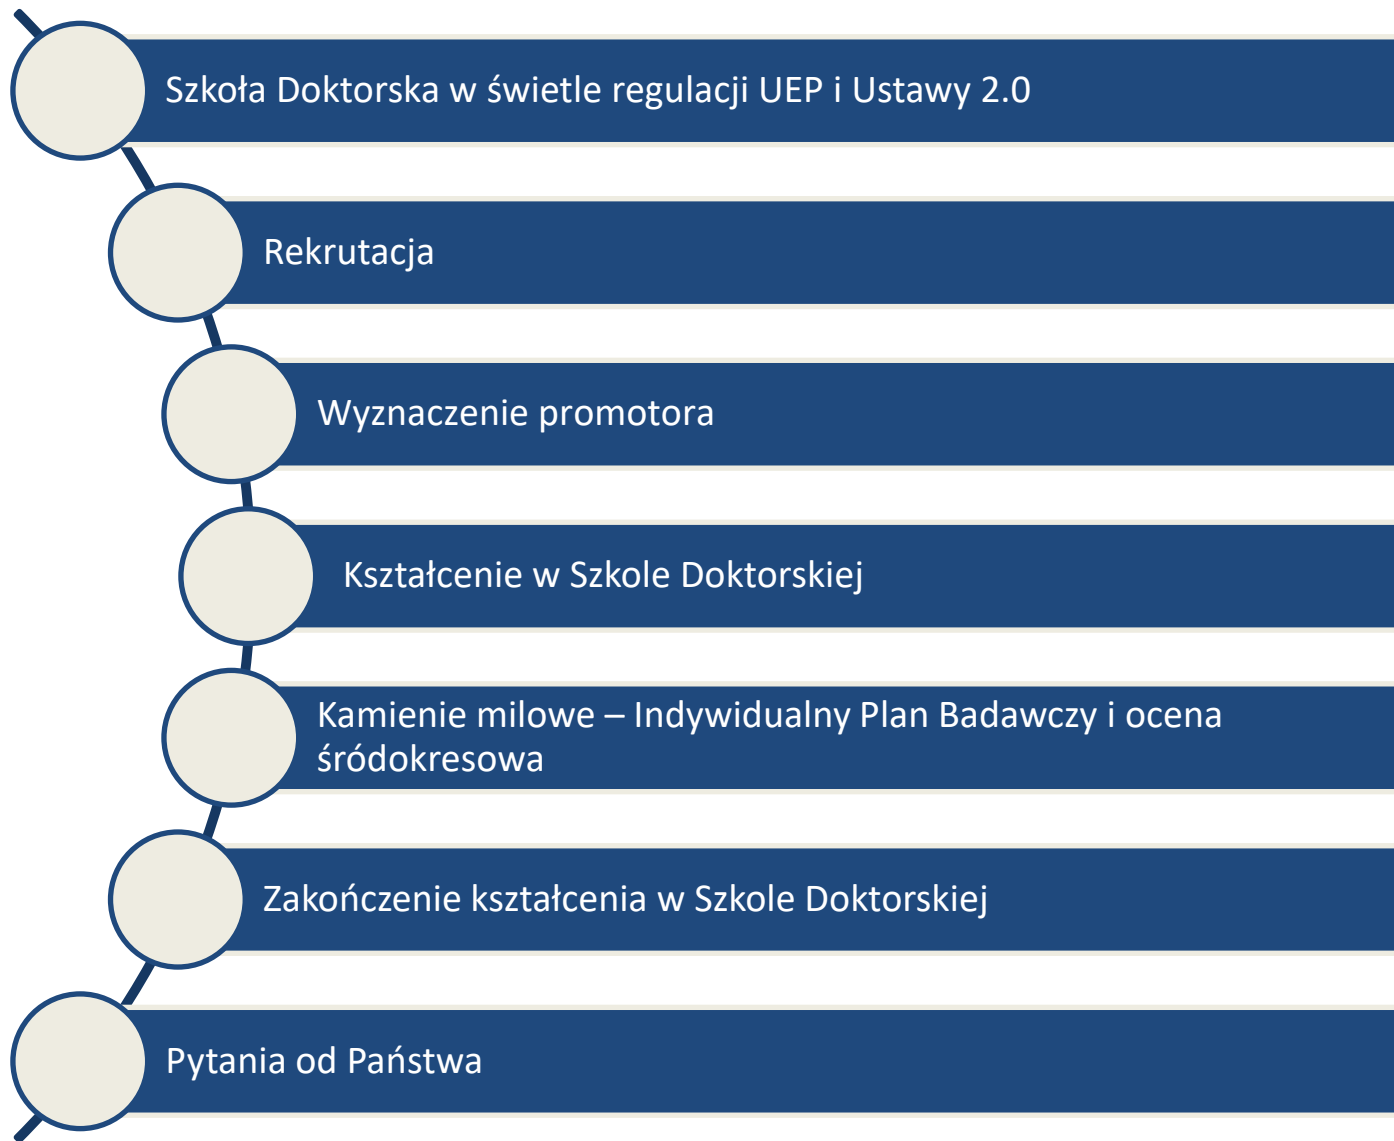 Szkoła Doktorska w świetle regulacji UEP i Ustawy 2.0
Rekrutacja
Wyznaczenie promotora
Kształcenie w Szkole Doktorskiej
Kamienie milowe – Indywidualny Plan Badawczy i ocena
śródokresowa
Zakończenie kształcenia w Szkole Doktorskiej
Pytania od Państwa